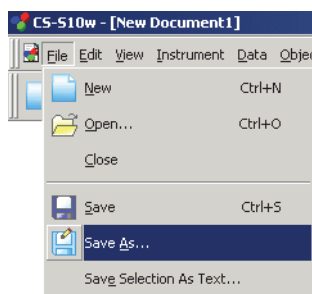 CS-S10w - [New Document1]
File Edit View Instrument Data Objec
New Ctrl+N
Open... Ctrl+O
Close
Save Ctrl+S
Save As...
Save Selection As Text...